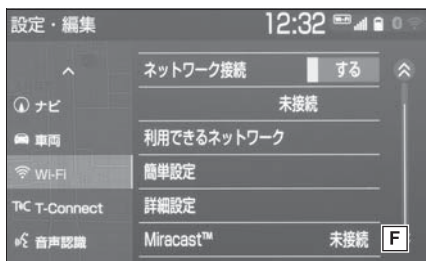 設定・編集 12:32
ネットワーク接続 する
ナビ 未接続
車両 利用できるネットワーク
Wi-Fi 簡単設定
T-Connect 詳細設定
音声認識 Miracast™ 未接続 F